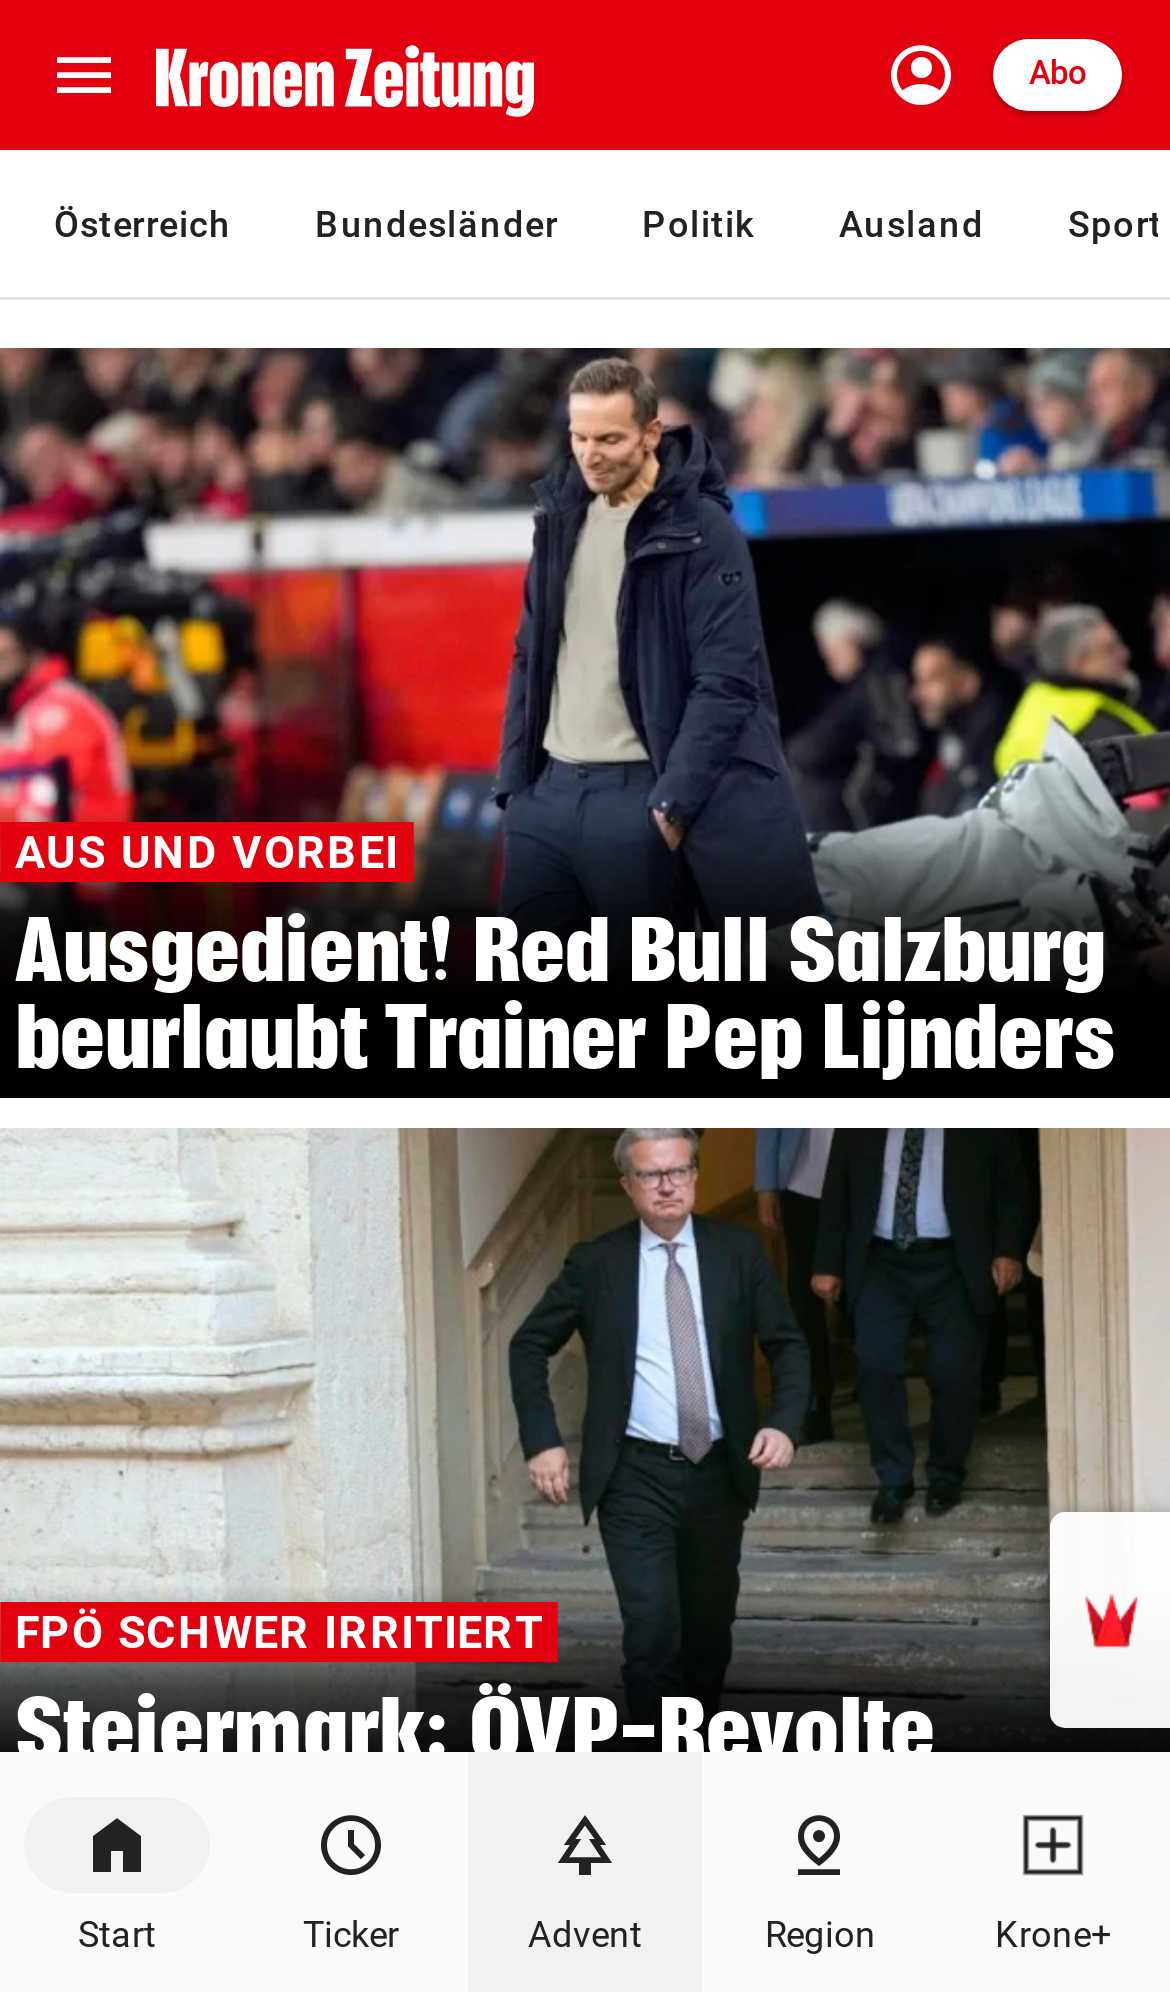 Kronen Zeitung
Abo
Österreich Bundesländer Politik Ausland Sport
AUS UND VORBEI
Ausgedient! Red Bull Salzburg
beurlaubt Trainer Pep Lijnders
FPÖ SCHWER IRRITIERT
Steiermark: ÖVP-Revolte
Start Ticker Advent Region Krone+